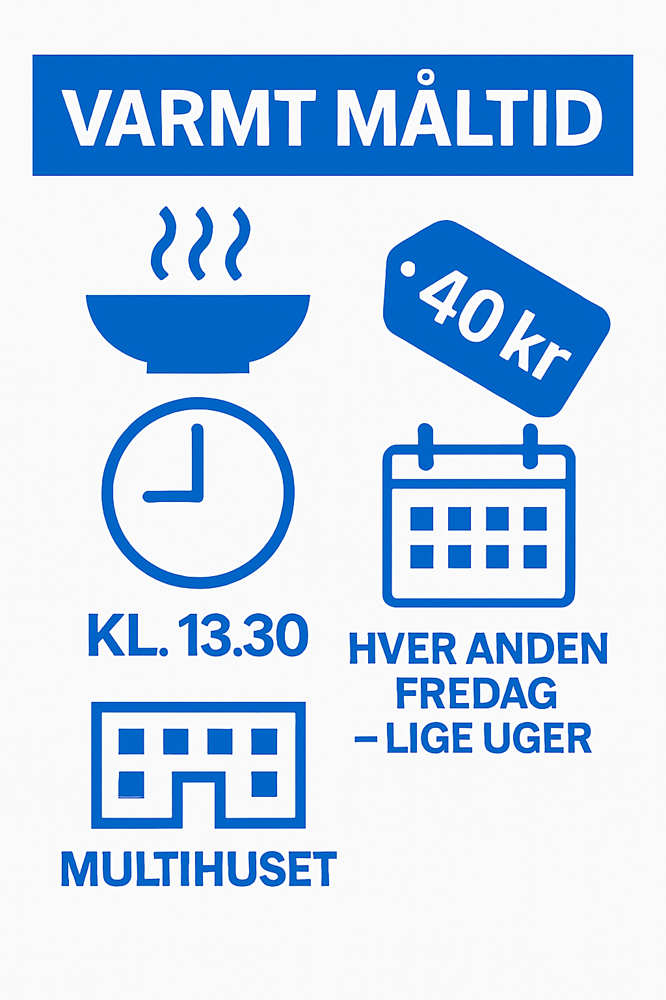 VARMT MÅLTID
40 kr
KL. 13.30
HVER ANDEN
FREDAG
– LIGE UGER
MULTIHUSET